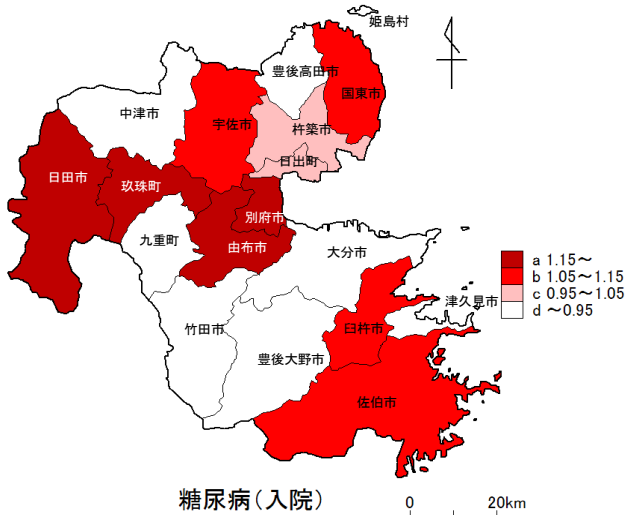 姫島村
豊後高田市
国東市
中津市
宇佐市
杵築市
日出町
日田市
玖珠町
別府市
九重町
由布市
大分市
a 1.15～
b 1.05～1.15
c 0.95～1.05
d ～0.95
津久見市
竹田市
臼杵市
豊後大野市
佐伯市
糖尿病(入院)
0 20km